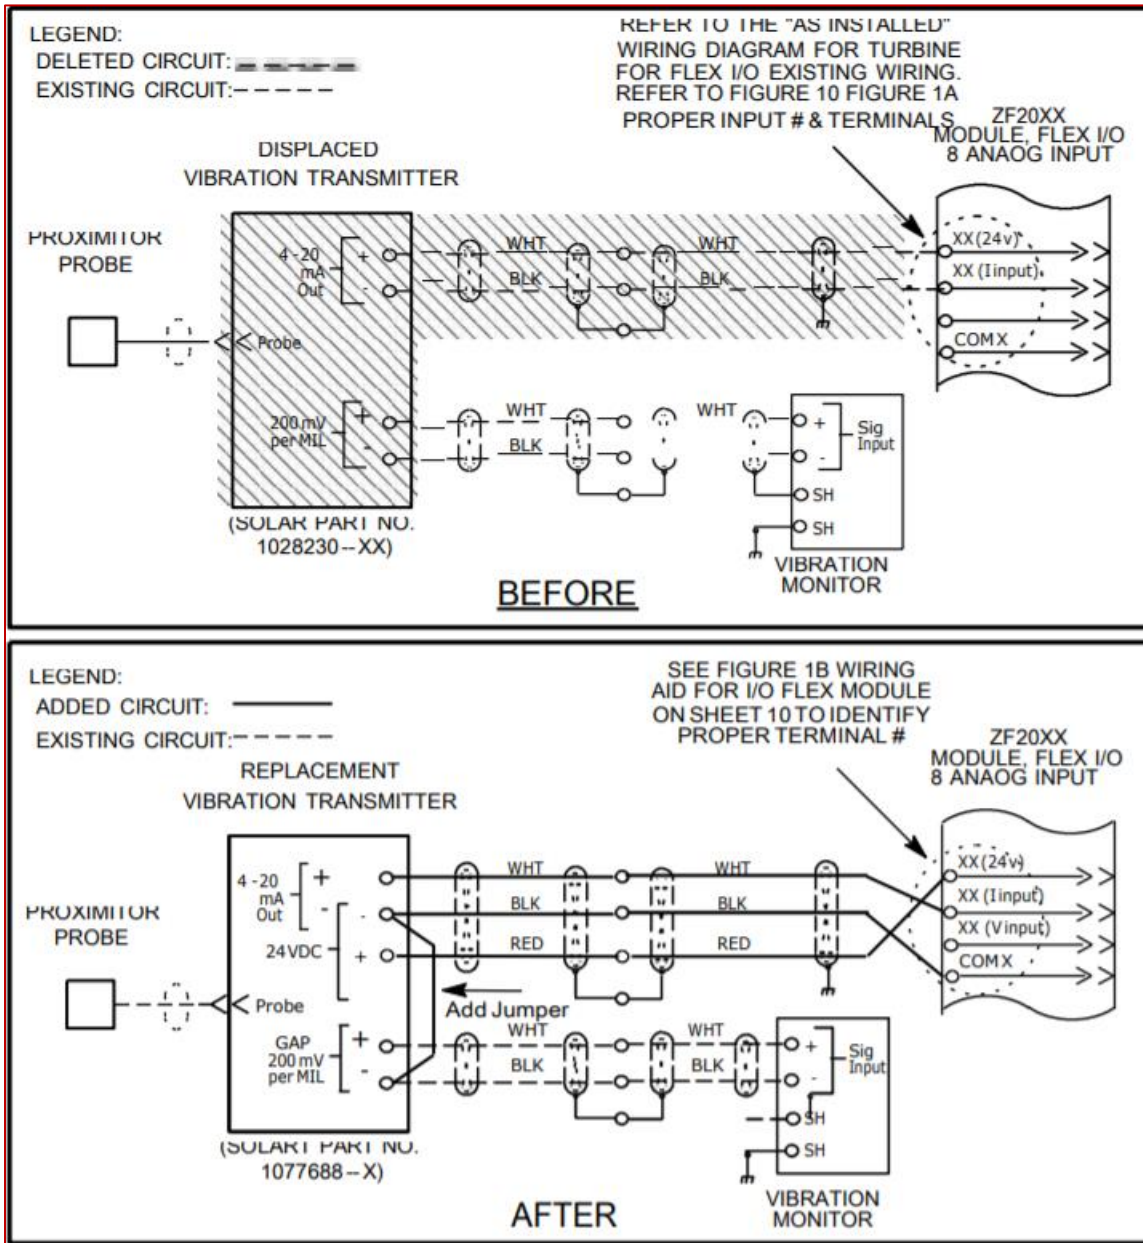 LEGEND:
DELETED CIRCUIT:
EXISTING CIRCUIT:
REFER TO THE "AS INSTALLED"
WIRING DIAGRAM FOR TURBINE
FOR FLEX I/O EXISTING WIRING.
REFER TO FIGURE 10 FIGURE 1A
PROPER INPUT # & TERMINALS
ZF20XX
MODULE, FLEX I/O
8 ANAOG INPUT
DISPLACED
VIBRATION TRANSMITTER
PROXIMITOR
PROBE
4-20
mA
Out
+
-
WHT
WHT
BLK
BLK
XX (24v)
XX (Iinput)
COMX
Probe
200 mV
per MIL
+
-
WHT
BLK
WHT
+
-
Sig
Input
SH
SH
(SOLAR PART NO.
1028230--XX)
VIBRATION
MONITOR
BEFORE
LEGEND:
ADDED CIRCUIT:
EXISTING CIRCUIT:
SEE FIGURE 1B WIRING
AID FOR I/O FLEX MODULE
ON SHEET 10 TO IDENTIFY
PROPER TERMINAL #
ZF20XX
MODULE, FLEX I/O
8 ANAOG INPUT
REPLACEMENT
VIBRATION TRANSMITTER
PROXIMITOR
PROBE
4-20
mA
Out
+
-
-
24VDC
+
WHT
WHT
BLK
BLK
RED
RED
XX (24v)
XX (Iinput)
XX (Vinput)
COMX
Probe
Add Jumper
GAP
200 mV
per MIL
+
-
WHT
WHT
BLK
BLK
+
-
Sig
Input
SH
SH
(SOLART PART NO.
1077688--X)
VIBRATION
MONITOR
AFTER